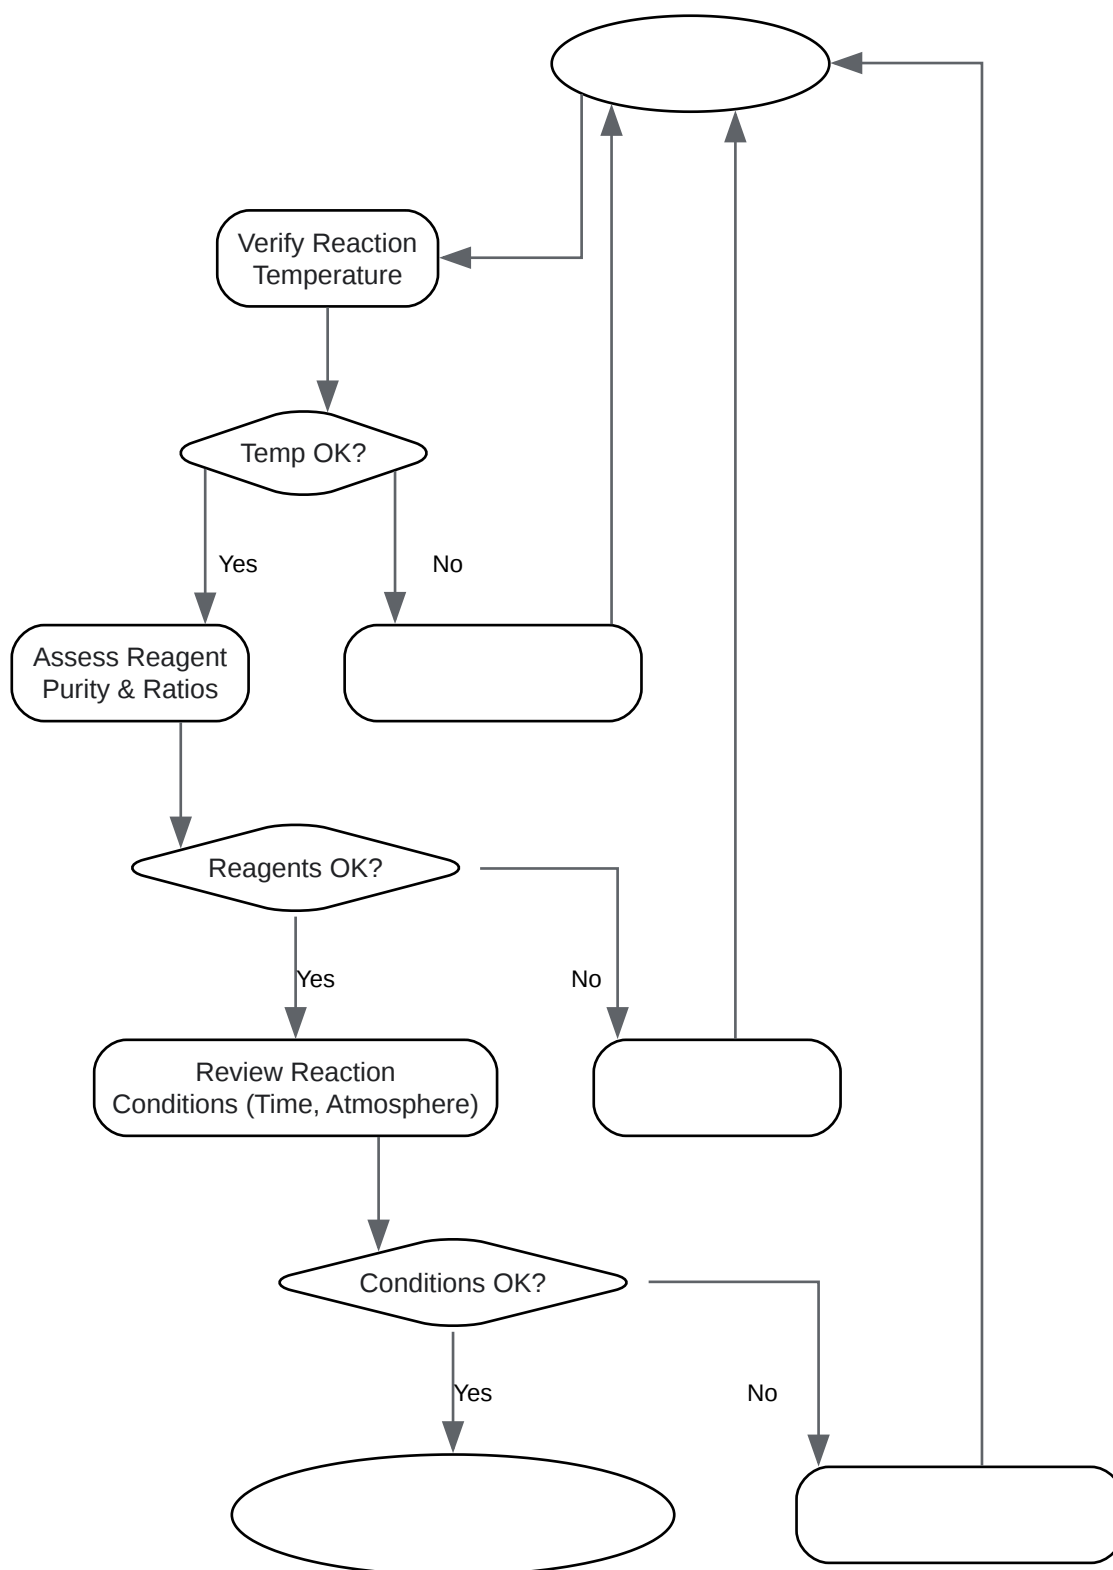 Verify Reaction
Temperature
Temp OK?
Yes
No
Assess Reagent
Purity & Ratios
Reagents OK?
Yes
No
Review Reaction
Conditions (Time, Atmosphere)
Conditions OK?
Yes
No